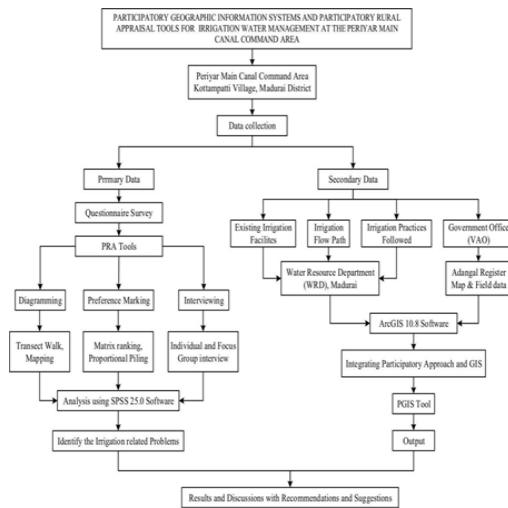 PARTICIPATORY GEOGRAPHIC INFORMATION SYSTEMS AND PARTICIPATORY RURAL
APPRAISAL TOOLS FOR IRRIGATION WATER MANAGEMENT AT THE PERIYAR MAIN
CANAL COMMAND AREA
Periyar Main Canal Command Area
Kottampatti Village, Madurai District
Data collection
Prmary Data
Secondary Data
Questionnaire Survey
Existing Irrigation
Facilites
Irrigation
Flow Path
Irrigation Practices
Followed
Government Office
(VAO)
PRA Tools
Water Resource Department
(WRD), Madurai
Adangal Register
Map & Field data
Diagramming
Preference Marking
Interviewing
ArcGIS 10.8 Software
Transect Walk,
Mapping
Matrix ranking,
Proportional Piling
Individual and Focus
Group interview
Integrating Participatory Approach and GIS
Analysis using SPSS 25.0 Software
PGIS Tool
Identify the Irrigation related Problems
Output
Results and Discussions with Recommendations and Suggestions